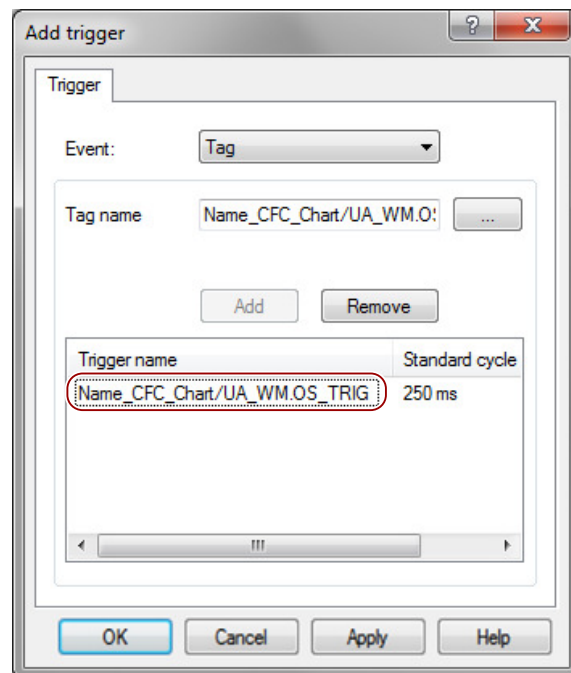 Add trigger
Trigger
Event: Tag
Tag name Name_CFC_Chart/UA_WM.O: ...
Add Remove
Trigger name Standard cycle
Name_CFC_Chart/UA_WM.OS_TRIG 250 ms
OK Cancel Apply Help